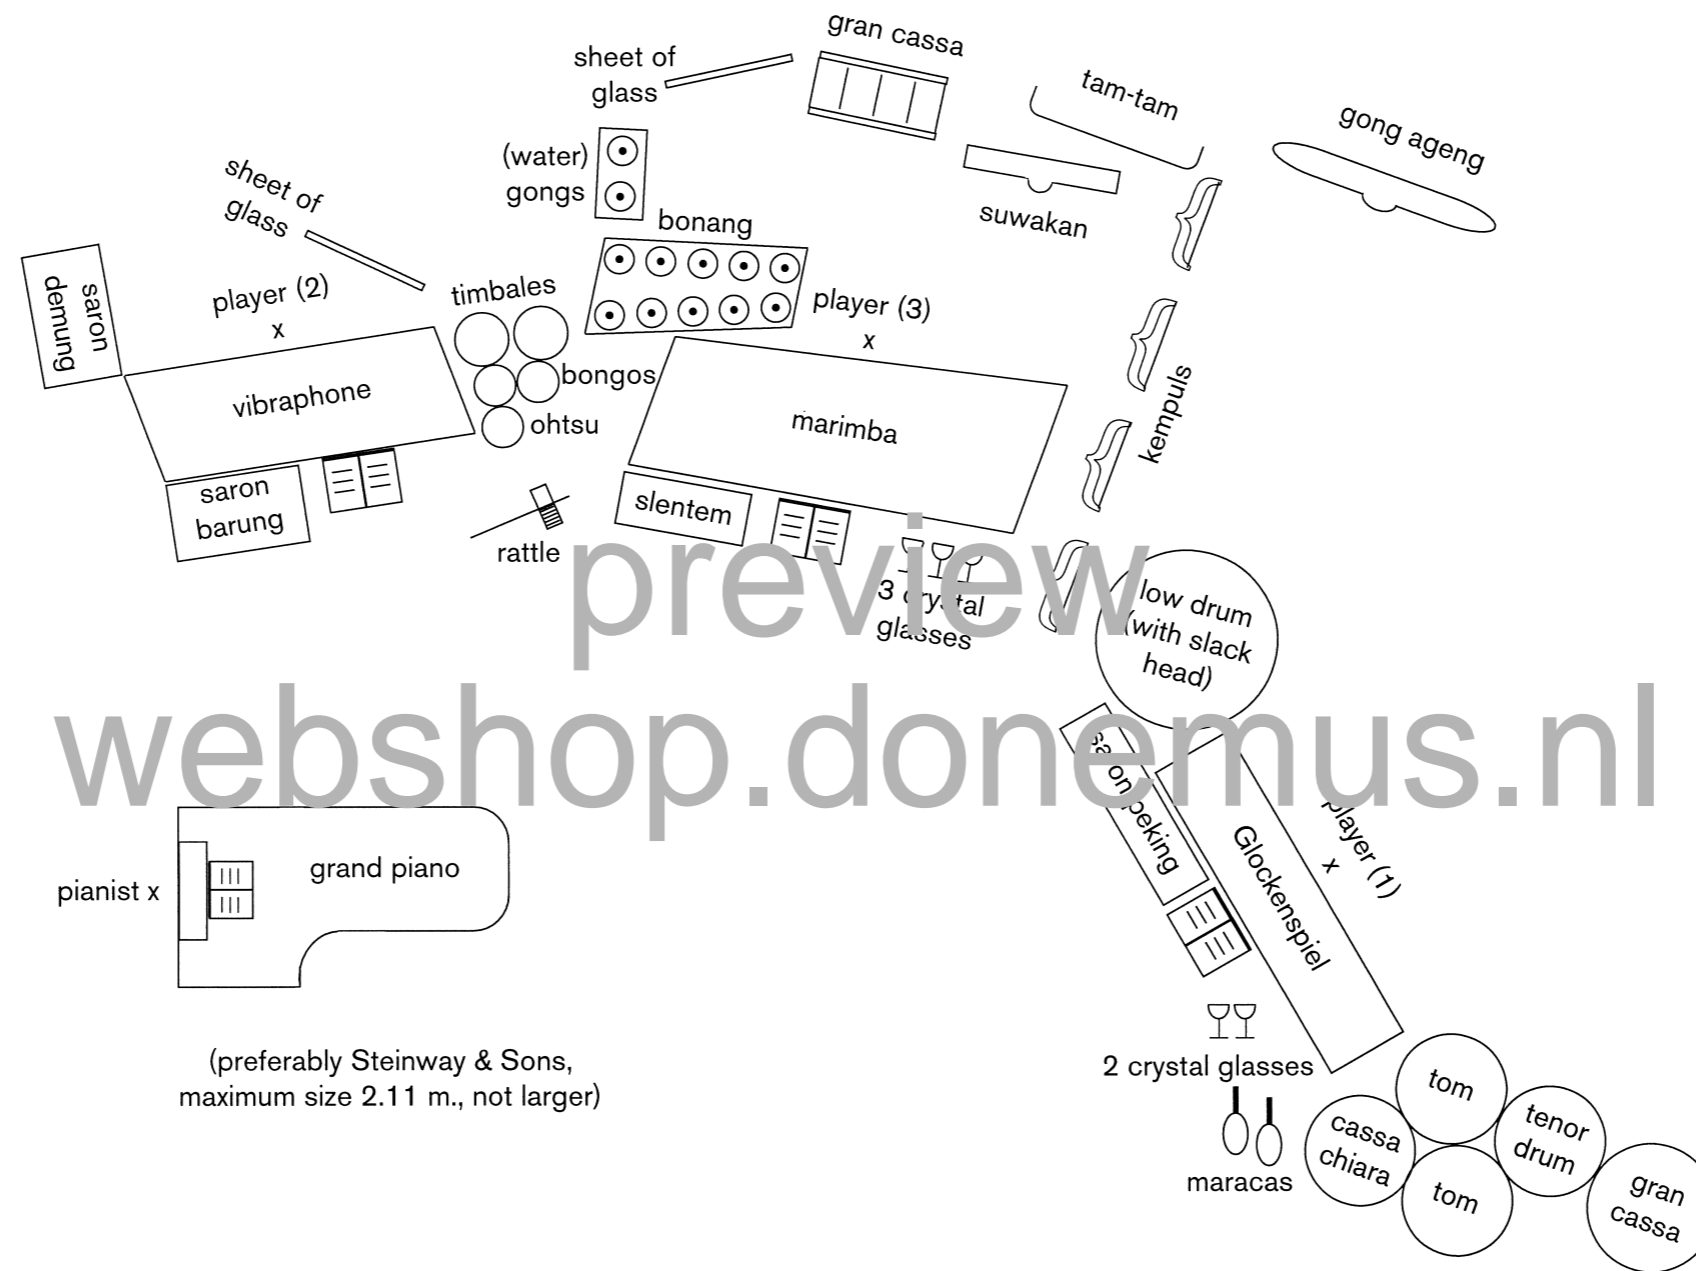 gran cassa
sheet of
glass
tam-tam
gong ageng
(water)
gongs
sheet of
glass
suwakan
bonang
saron
demung
player (2)
x
timbales
player (3)
x
vibraphone
bongos
ohtsu
marimba
kempuls
saron
barung
slentem
rattle
3 crystal
glasses
low drum
(with slack
head)
preview
webshop.donemus.nl
saron peking
Glockenspiel
player (1)
x
pianist x
grand piano
(preferably Steinway & Sons,
maximum size 2.11 m., not larger)
2 crystal glasses
maracas
tom
cassa
chiara
tenor
drum
tom
gran
cassa